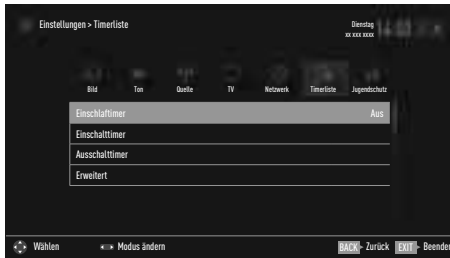 Einstellungen > Timerliste
Dienstag
xx xxx xxxx
Bild Ton Quelle TV Netzwerk Timerliste Jugendschutz
Einschlaftimer Aus
Einschalttimer
Ausschalttimer
Erweitert
Wählen Modus ändern BACK Zurück EXIT Beenden